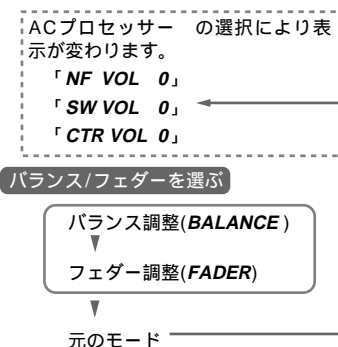 ACプロセッサー　の選択により表
示が変わります。
「NF VOL 0」
「SW VOL 0」
「CTR VOL 0」
バランス/フェダーを選ぶ
バランス調整(BALANCE )
フェダー調整(FADER)
元のモード